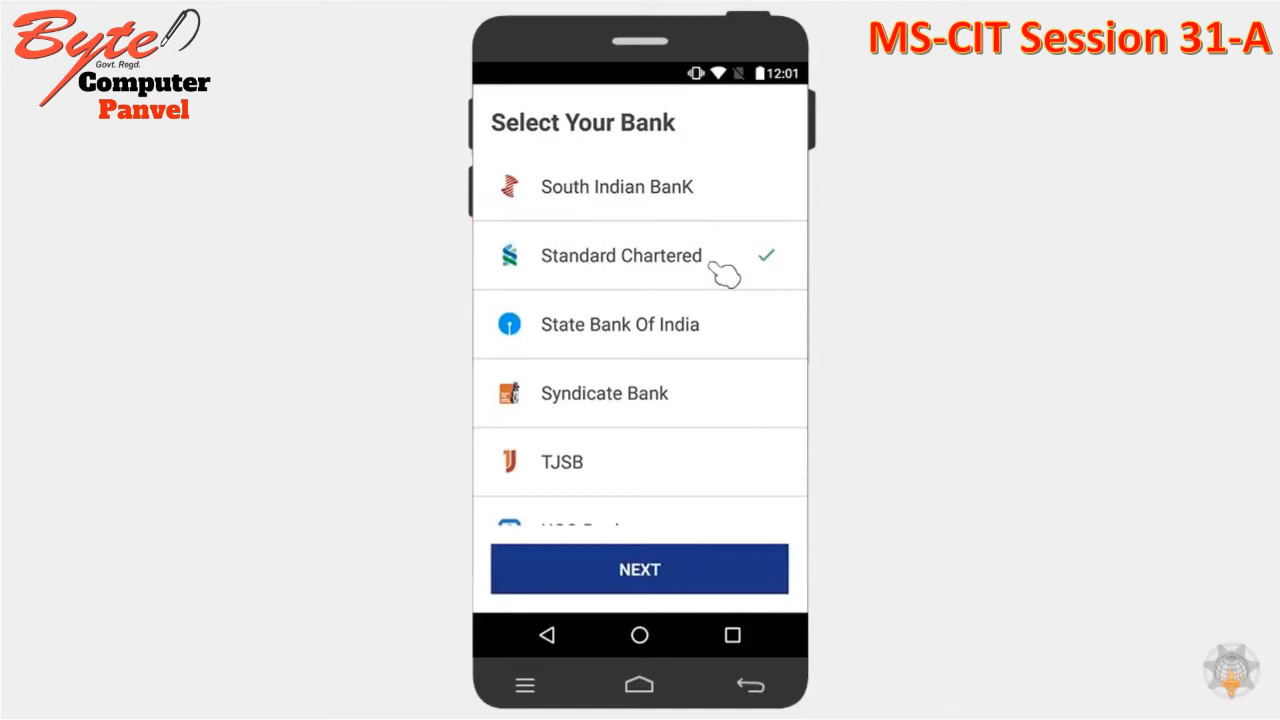 Byte
Govt. Regd.
Computer
Panvel
MS-CIT Session 31-A
12:01
Select Your Bank
South Indian BanK
Standard Chartered
State Bank Of India
Syndicate Bank
TJSB
NEXT